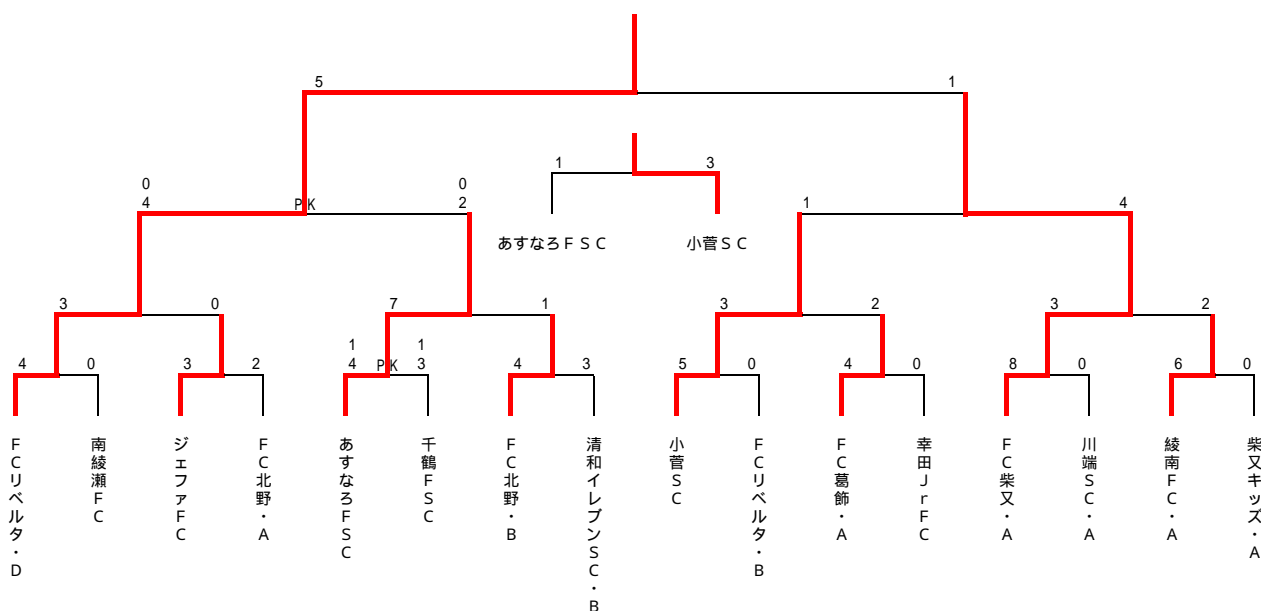 5 1
1 3
0 0
4 PK 2 1 4
あすなろFSC 小菅SC
3 0 7 1 3 2 3 2
1 1
4 0 3 2 4 PK 3 4 3 5 0 4 0 8 0 6 0
FCリベルタ・D
南綾瀬FC
ジェファFC
FC北野・A
あすなろFSC
千鶴FSC
FC北野・B
清和イレブンSC・B
小菅SC
FCリベルタ・B
FC葛飾・A
幸田JrFC
FC柴又・A
川端SC・A
綾南FC・A
柴又キッズ・A